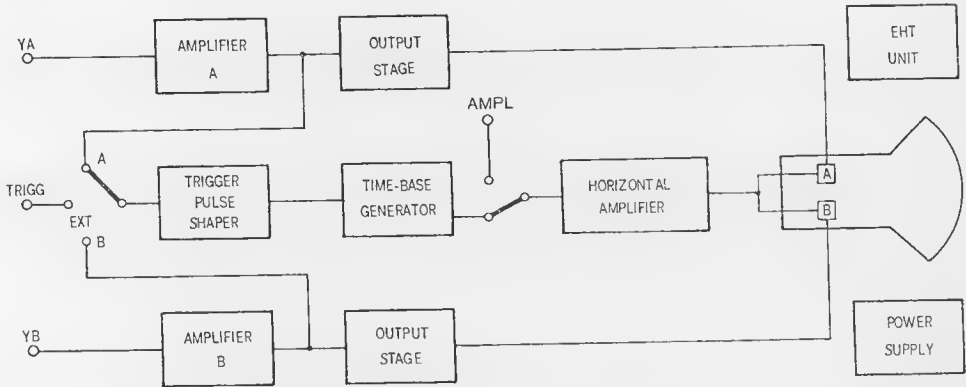 YA
AMPLIFIER
A
OUTPUT
STAGE
EHT
UNIT
AMPL
A
TRIGG
EXT
B
TRIGGER
PULSE
SHAPER
TIME-BASE
GENERATOR
HORIZONTAL
AMPLIFIER
A
B
YB
AMPLIFIER
B
OUTPUT
STAGE
POWER
SUPPLY